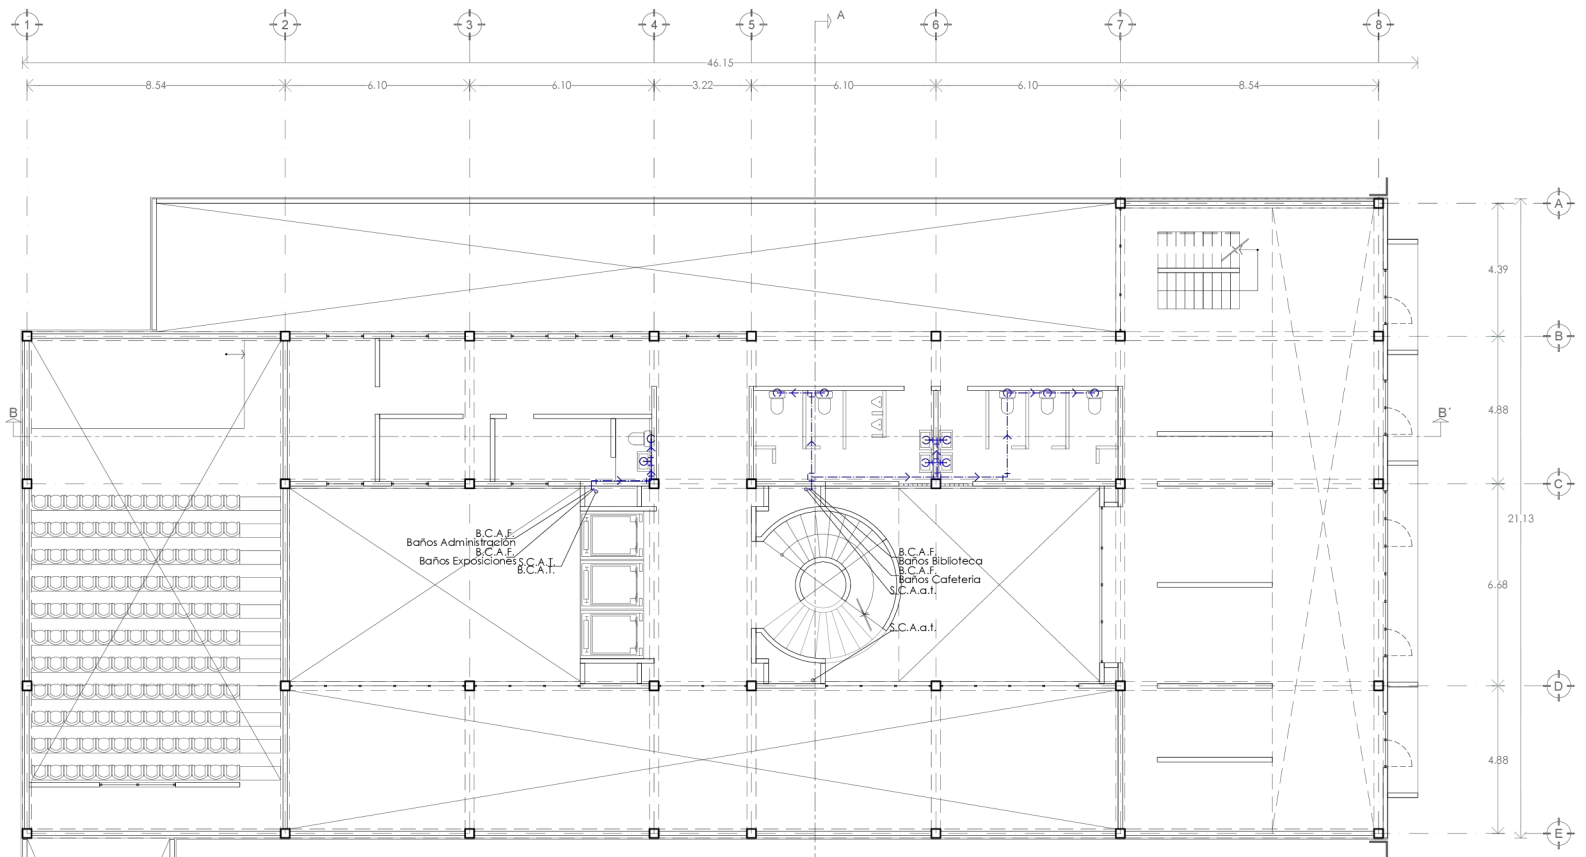 1 2 3 4 5 6 7 8
A
46.15
8.54 6.10 6.10 3.22 6.10 6.10 8.54
A
4.39
B
B B´
4.88
C
21.13
B.C.A.F.
Baños Administración
B.C.A.F.
Baños Exposiciones
S.C.A.T.
B.C.A.T.
B.C.A.F.
Baños Biblioteca
B.C.A.F.
Baños Cafeteria
S.C.A.a.t.
6.68
S.C.A.a.t.
D
4.88
E